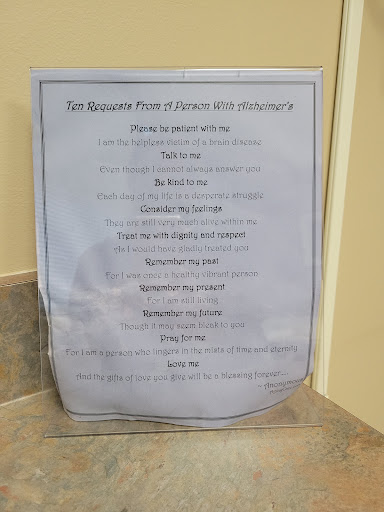 Ten Requests From A Person With Alzheimer's
Please be patient with me
I am the helpless victim of a brain disease
Talk to me
Even though I cannot always answer you
Be kind to me
Each day of my life is a desperate struggle
Consider my feelings
They are still very much alive within me
Treat me with dignity and respect
As I would have gladly treated you
Remember my past
For I was once a healthy vibrant person
Remember my present
For I am still living
Remember my future
Though it may seem bleak to you
Pray for me
For I am a person who lingers in the mists of time and eternity
Love me
And the gifts of love you give will be a blessing forever....
~ Anonymous